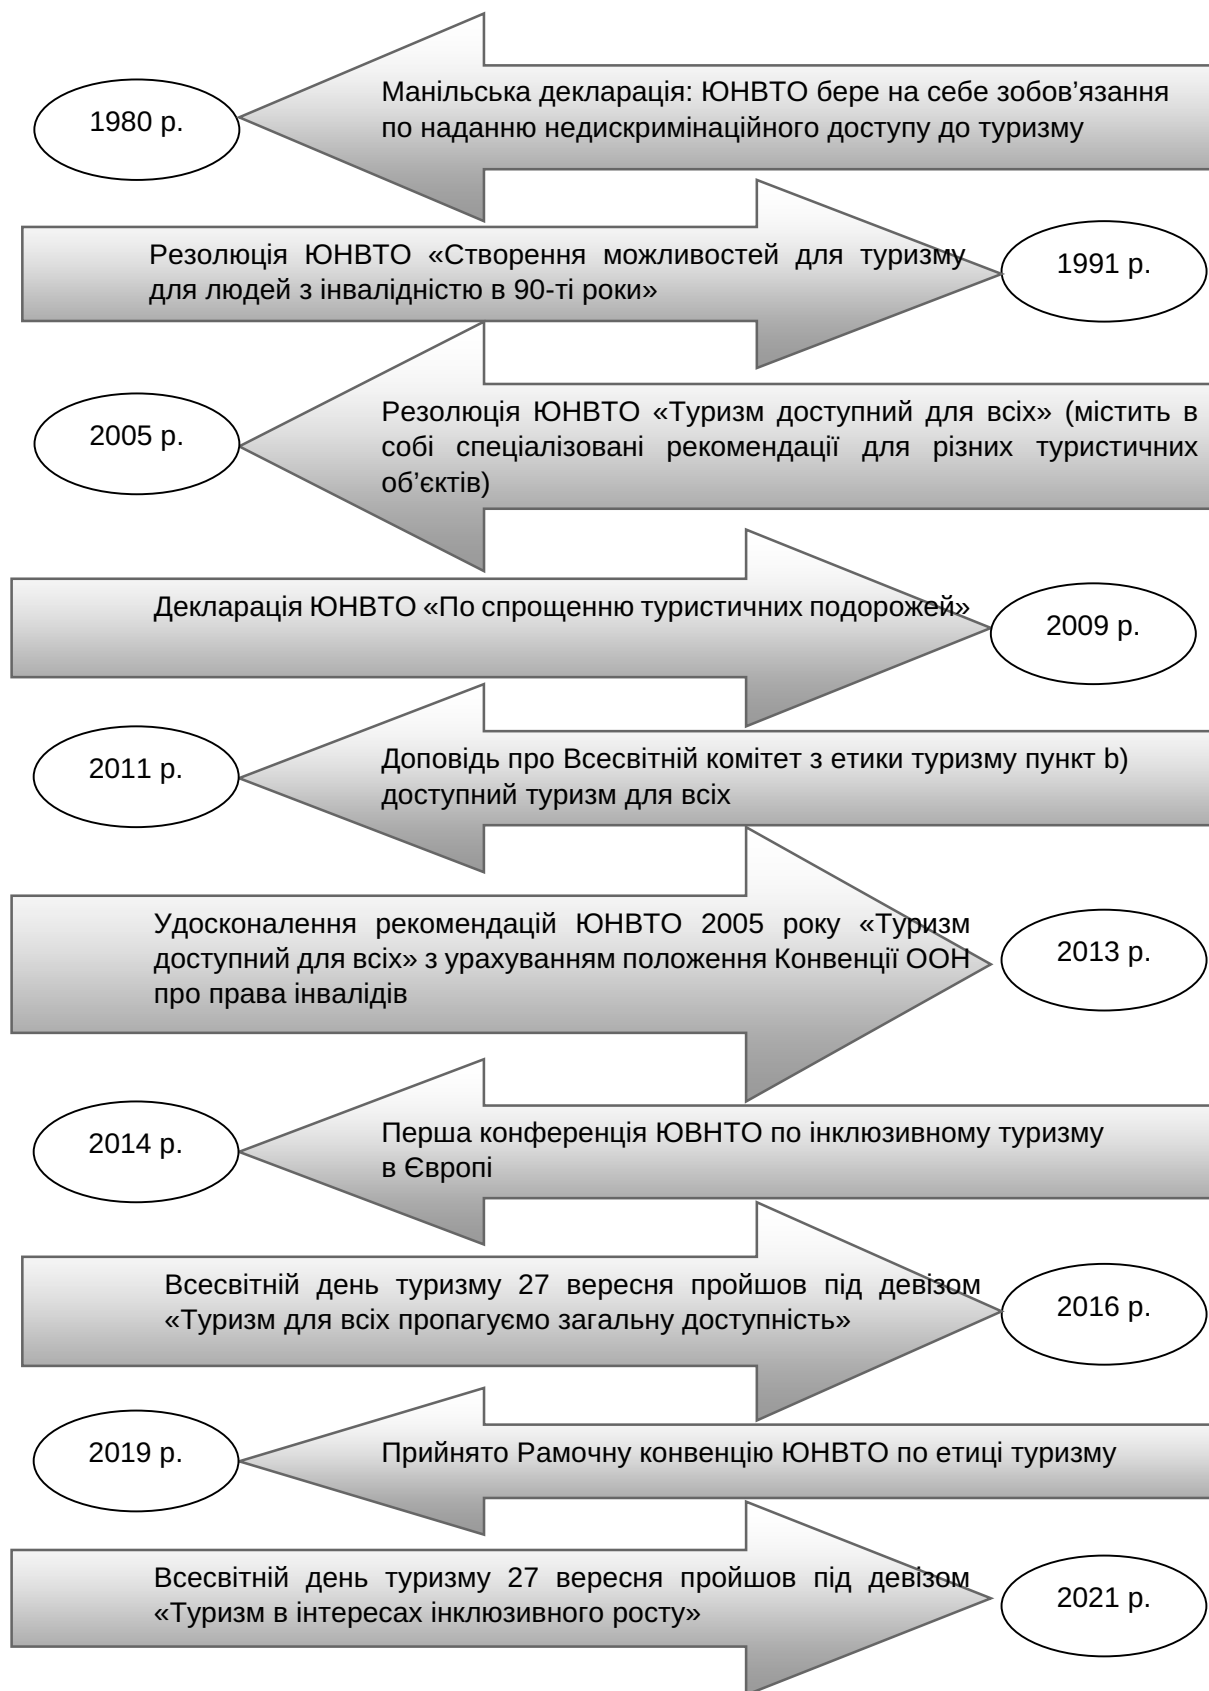 1980 р.
Манільська декларація: ЮНВТО бере на себе зобов’язання
по наданню недискримінаційного доступу до туризму
Резолюція ЮНВТО «Створення можливостей для туризму
для людей з інвалідністю в 90-ті роки»
1991 р.
2005 р.
Резолюція ЮНВТО «Туризм доступний для всіх» (містить в
собі спеціалізовані рекомендації для різних туристичних
об’єктів)
Декларація ЮНВТО «По спрощенню туристичних подорожей»
2009 р.
2011 р.
Доповідь про Всесвітній комітет з етики туризму пункт b)
доступний туризм для всіх
Удосконалення рекомендацій ЮНВТО 2005 року «Туризм
доступний для всіх» з урахуванням положення Конвенції ООН
про права інвалідів
2013 р.
2014 р.
Перша конференція ЮВНТО по інклюзивному туризму
в Європі
Всесвітній день туризму 27 вересня пройшов під девізом
«Туризм для всіх пропагуємо загальну доступність»
2016 р.
2019 р.
Прийнято Рамочну конвенцію ЮНВТО по етиці туризму
Всесвітній день туризму 27 вересня пройшов під девізом
«Туризм в інтересах інклюзивного росту»
2021 р.